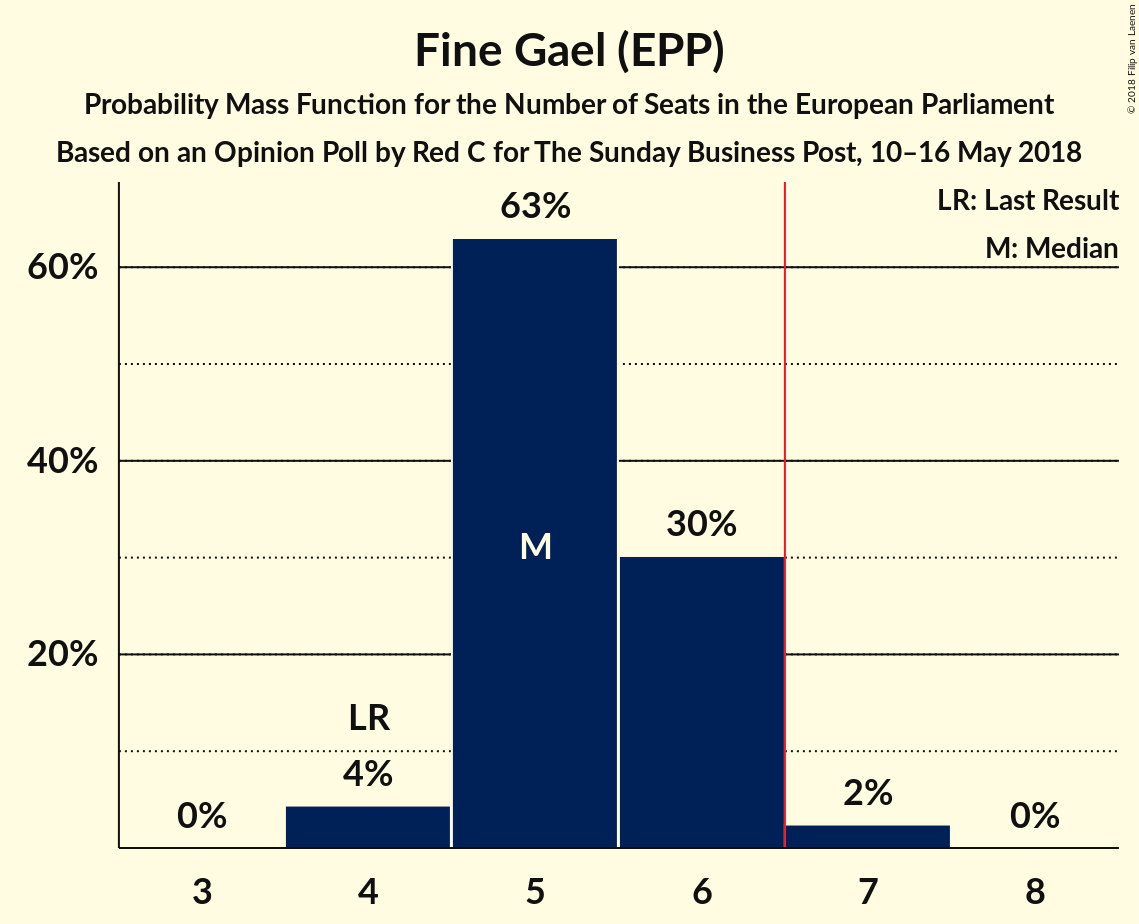 Fine Gael (EPP)
Probability Mass Function for the Number of Seats in the European Parliament
Based on an Opinion Poll by Red C for The Sunday Business Post, 10–16 May 2018
© 2018 Filip van Laenen
LR: Last Result
M: Median
60%
40%
20%
0%
LR
4%
63%
M
30%
2%
0%
3 4 5 6 7 8